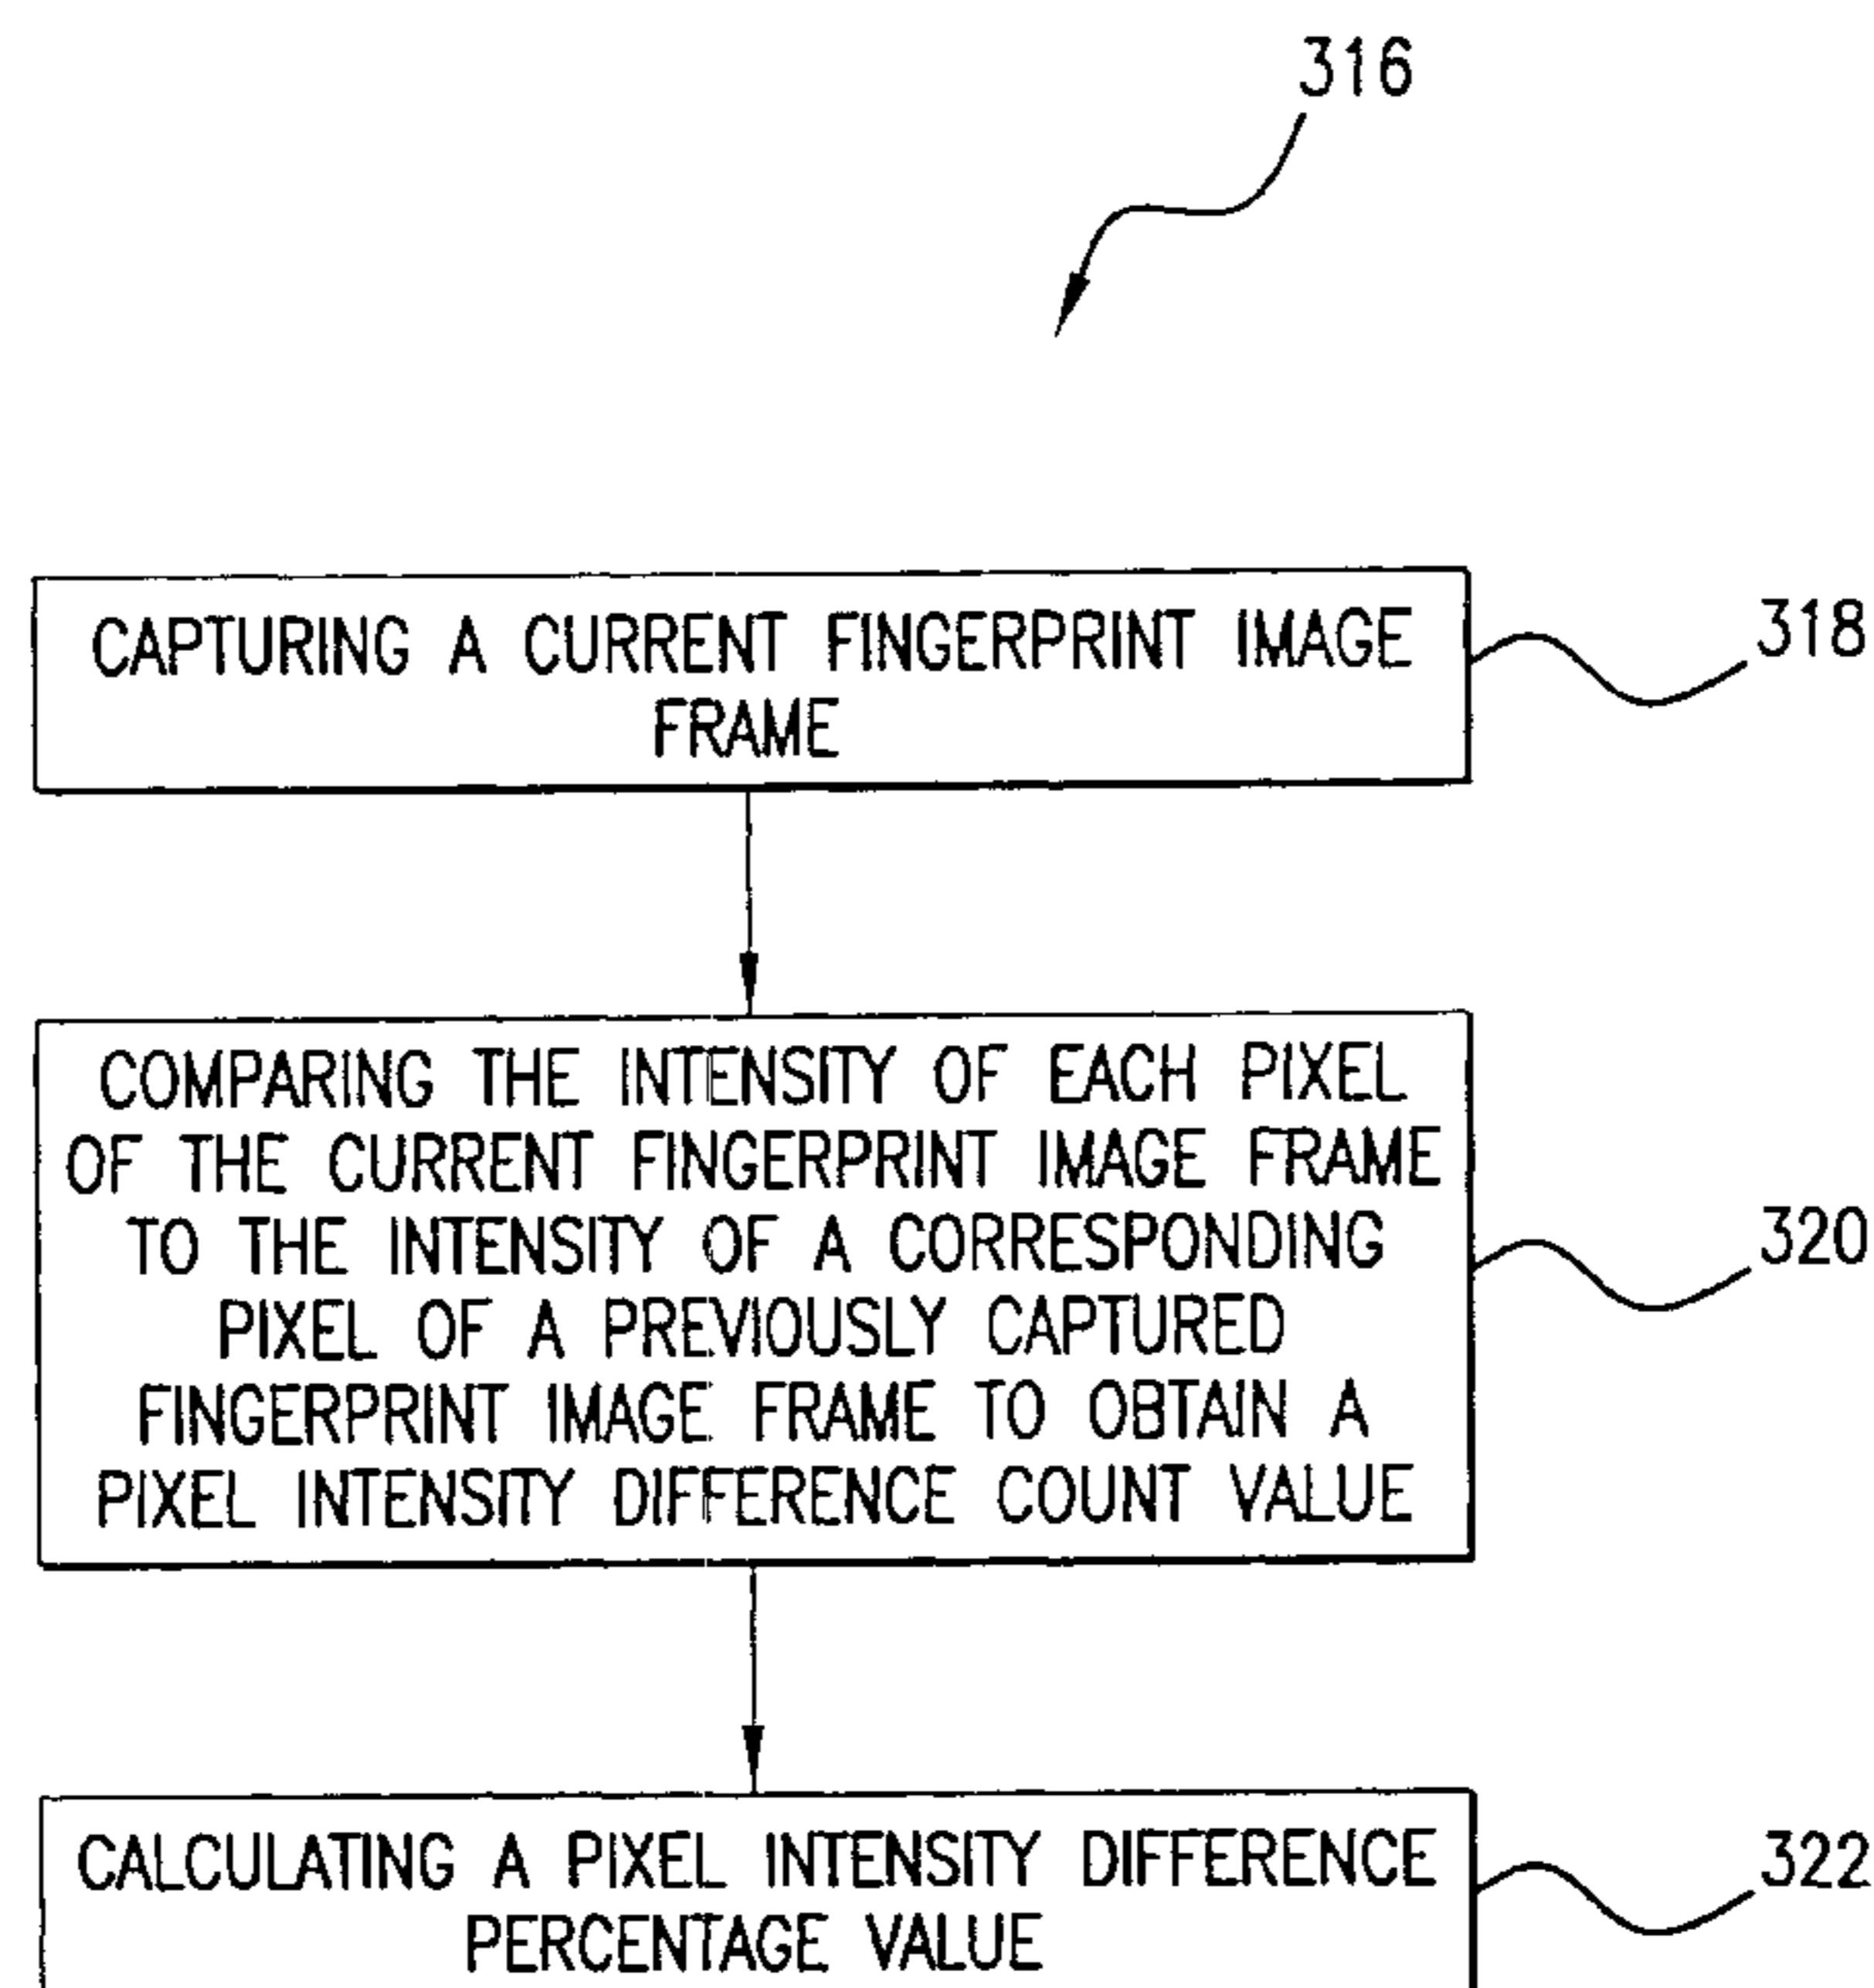 316
CAPTURING A CURRENT FINGERPRINT IMAGE
FRAME
318
COMPARING THE INTENSITY OF EACH PIXEL
OF THE CURRENT FINGERPRINT IMAGE FRAME
TO THE INTENSITY OF A CORRESPONDING
PIXEL OF A PREVIOUSLY CAPTURED
FINGERPRINT IMAGE FRAME TO OBTAIN A
PIXEL INTENSITY DIFFERENCE COUNT VALUE
320
CALCULATING A PIXEL INTENSITY DIFFERENCE
PERCENTAGE VALUE
322